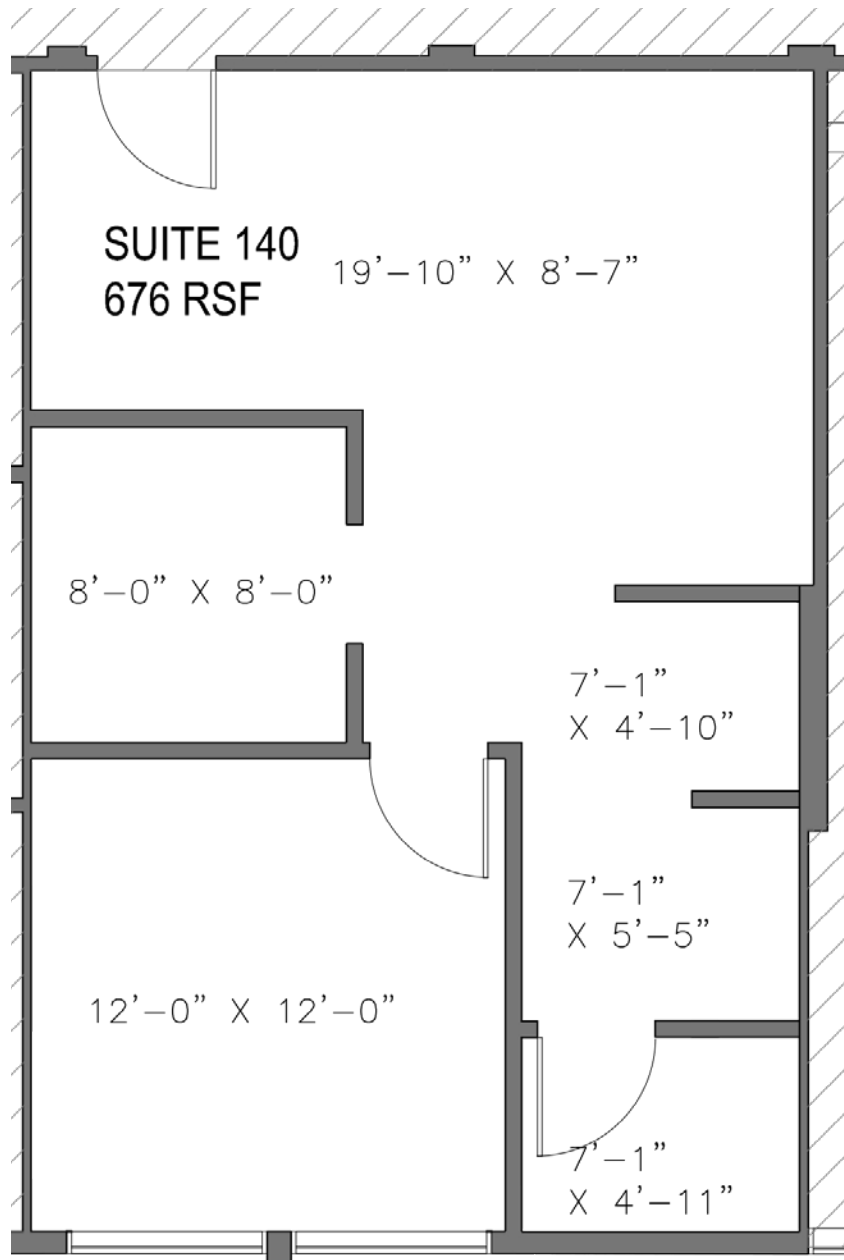 SUITE 140
676 RSF
19’-10” X 8’-7”
8’-0” X 8’-0”
7’-1”
X 4’-10”
7’-1”
X 5’-5”
12’-0” X 12’-0”
7’-1”
X 4’-11”